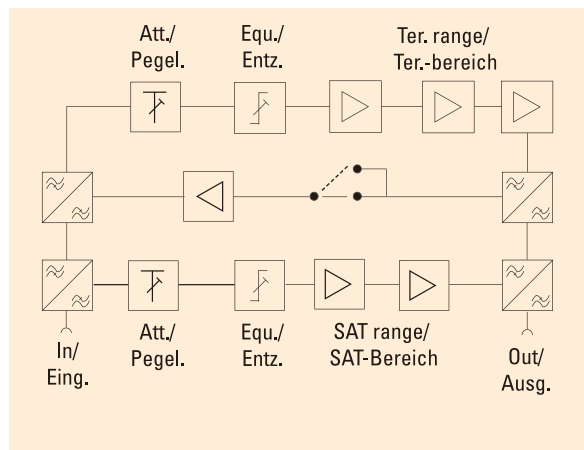 Att./
Pegel.
Equ./
Entz.
Ter. range/
Ter.-bereich
In/
Eing.
Att./
Pegel.
Equ./
Entz.
SAT range/
SAT-Bereich
Out/
Ausg.